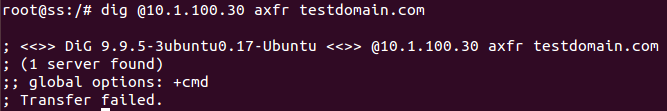 root@ss:/# dig @10.1.100.30 axfr testdomain.com
; <<>> DiG 9.9.5-3ubuntu0.17-Ubuntu <<>> @10.1.100.30 axfr testdomain.com
; (1 server found)
;; global options: +cmd
; Transfer failed.